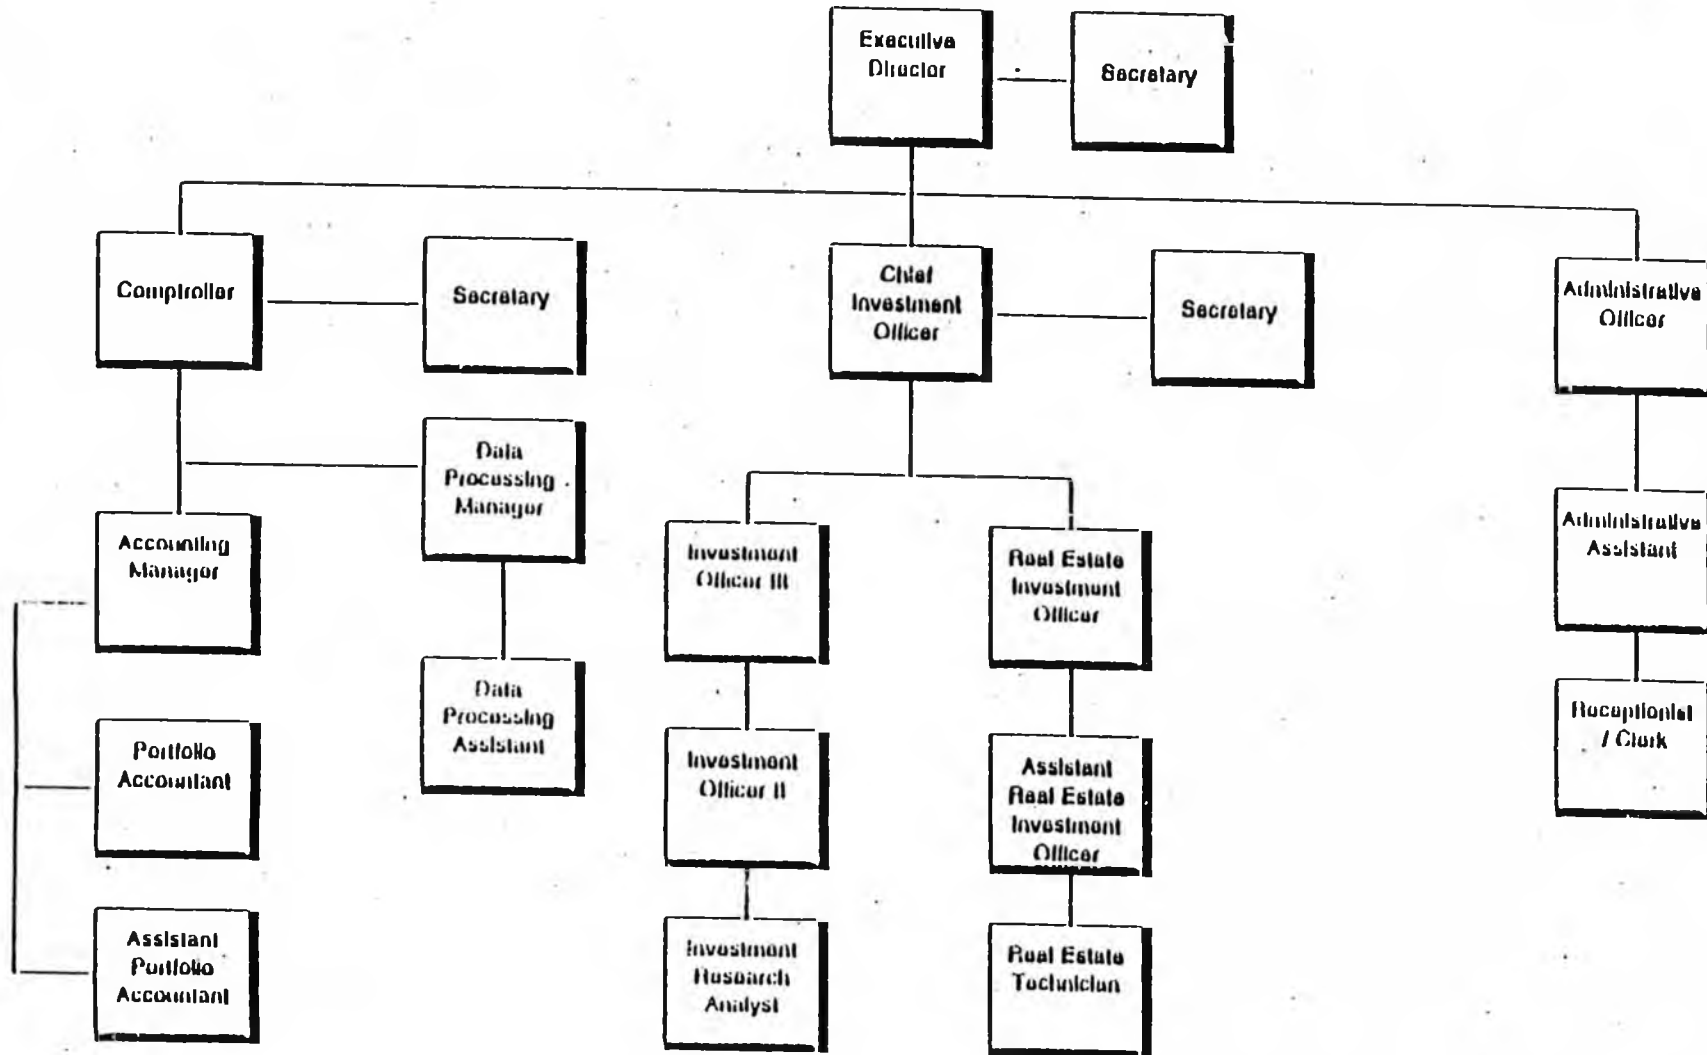 Executive
Director
Secretary
Comptroller
Secretary
Chief
Investment
Officer
Secretary
Administrative
Officer
Data
Processing
Manager
Accounting
Manager
Investment
Officer III
Real Estate
Investment
Officer
Administrative
Assistant
Data
Processing
Assistant
Receptionist
/ Clerk
Portfolio
Accountant
Investment
Officer II
Assistant
Real Estate
Investment
Officer
Assistant
Portfolio
Accountant
Investment
Research
Analyst
Real Estate
Technician